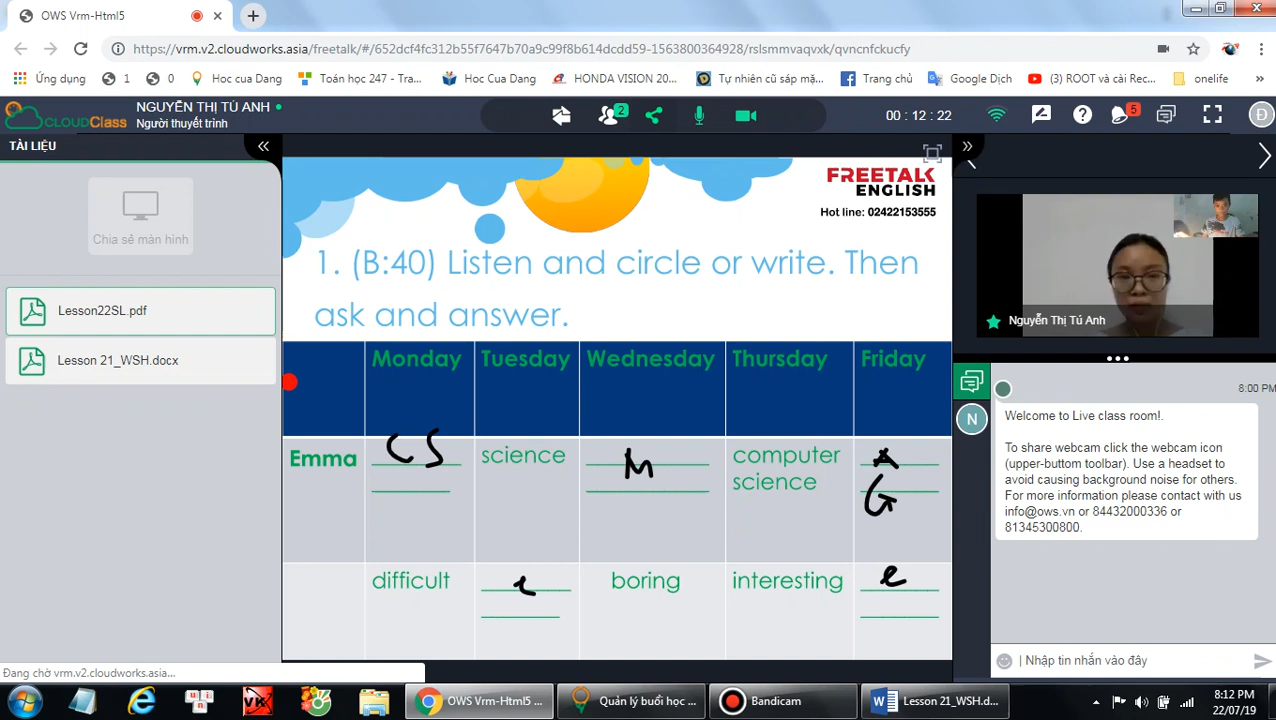 OWS Vrm-Html5
https://vrm.v2.cloudworks.asia/freetalk/#/652dcf4fc312b55f7647b70a9c99f8b614dcdd59-1563800364928/rslsmmvaqvxk/qvncnfckucfy
Ứng dụng 1 0 Hoc cua Dang Toán học 247 - Tra... Học Cua Dang HONDA VISION 20... Tự nhiên cũ sáp mặ... Trang chủ Google Dịch (3) ROOT và cài Rec... onelife »
CLOUDClass
NGUYỄN THỊ TÚ ANH
Người thuyết trình
2
00 : 12 : 22
5
Đ
TÀI LIỆU
Chia sẻ màn hình
Lesson22SL.pdf
Lesson 21_WSH.docx
FREETALK
ENGLISH
Hot line: 02422153555
1. (B:40) Listen and circle or write. Then
ask and answer.
Monday Tuesday Wednesday Thursday Friday
Emma CS science M computer science A G
difficult e boring interesting e
Nguyễn Thị Tú Anh
8:00 PM
N
Welcome to Live class room!.
To share webcam click the webcam icon
(upper-buttom toolbar). Use a headset to
avoid causing background noise for others.
For more information please contact with us
info@ows.vn or 84432000336 or
81345300800.
Nhập tin nhắn vào đây
Đang chờ vrm.v2.cloudworks.asia...
OWS Vrm-Html5 ... Quản lý buổi học ... Bandicam Lesson 21_WSH.d...
8:12 PM
22/07/19